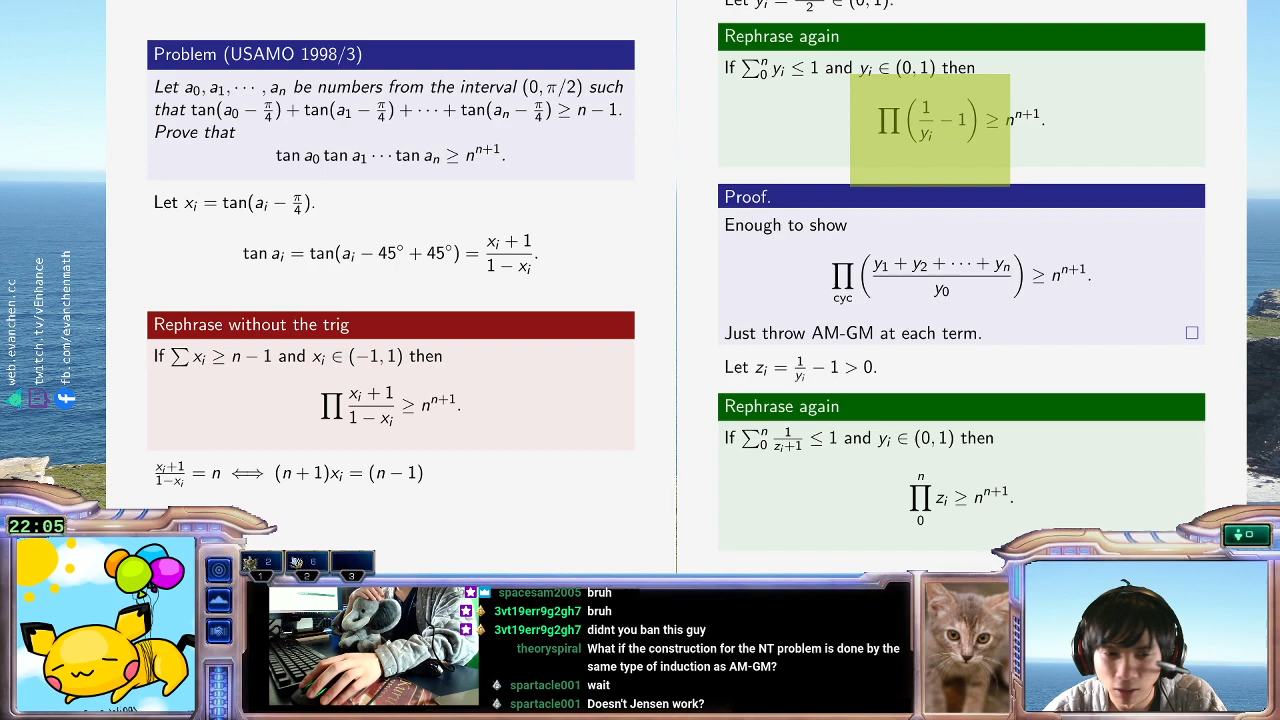 Problem (USAMO 1998/3)
Let a₀, a₁, ⋯, aₙ be numbers from the interval (0, π/2) such
that tan(a₀ − π/4) + tan(a₁ − π/4) + ⋯ + tan(aₙ − π/4) ≥ n − 1.
Prove that
tan a₀ tan a₁ ⋯ tan aₙ ≥ nⁿ⁺¹.
Let xᵢ = tan(aᵢ − π/4).
tan aᵢ = tan(aᵢ − 45° + 45°) = (xᵢ + 1)/(1 − xᵢ).
Rephrase without the trig
If ∑ xᵢ ≥ n − 1 and xᵢ ∈ (−1, 1) then
∏ (xᵢ + 1)/(1 − xᵢ) ≥ nⁿ⁺¹.
(xᵢ+1)/(1−xᵢ) = n ⟺ (n + 1)xᵢ = (n − 1)
2 ∈ (0, 1).
Rephrase again
If ∑₀ⁿ yᵢ ≤ 1 and yᵢ ∈ (0, 1) then
∏ (1/yᵢ − 1) ≥ nⁿ⁺¹.
Proof.
Enough to show
∏cyc ((y₁ + y₂ + ⋯ + yₙ)/y₀) ≥ nⁿ⁺¹.
Just throw AM-GM at each term. □
Let zᵢ = 1/yᵢ − 1 > 0.
Rephrase again
If ∑₀ⁿ 1/(zᵢ+1) ≤ 1 and yᵢ ∈ (0, 1) then
∏₀ⁿ zᵢ ≥ nⁿ⁺¹.
web.evanchen.cc
twitch.tv/vEnhance
fb.com/evanchenmath
22:05
2 6
1 2 3
spacesam2005 bruh
3vt19err9g2gh7 bruh
3vt19err9g2gh7 didnt you ban this guy
theoryspiral What if the construction for the NT problem is done by the
same type of induction as AM-GM?
spartacle001 wait
spartacle001 Doesn't Jensen work?